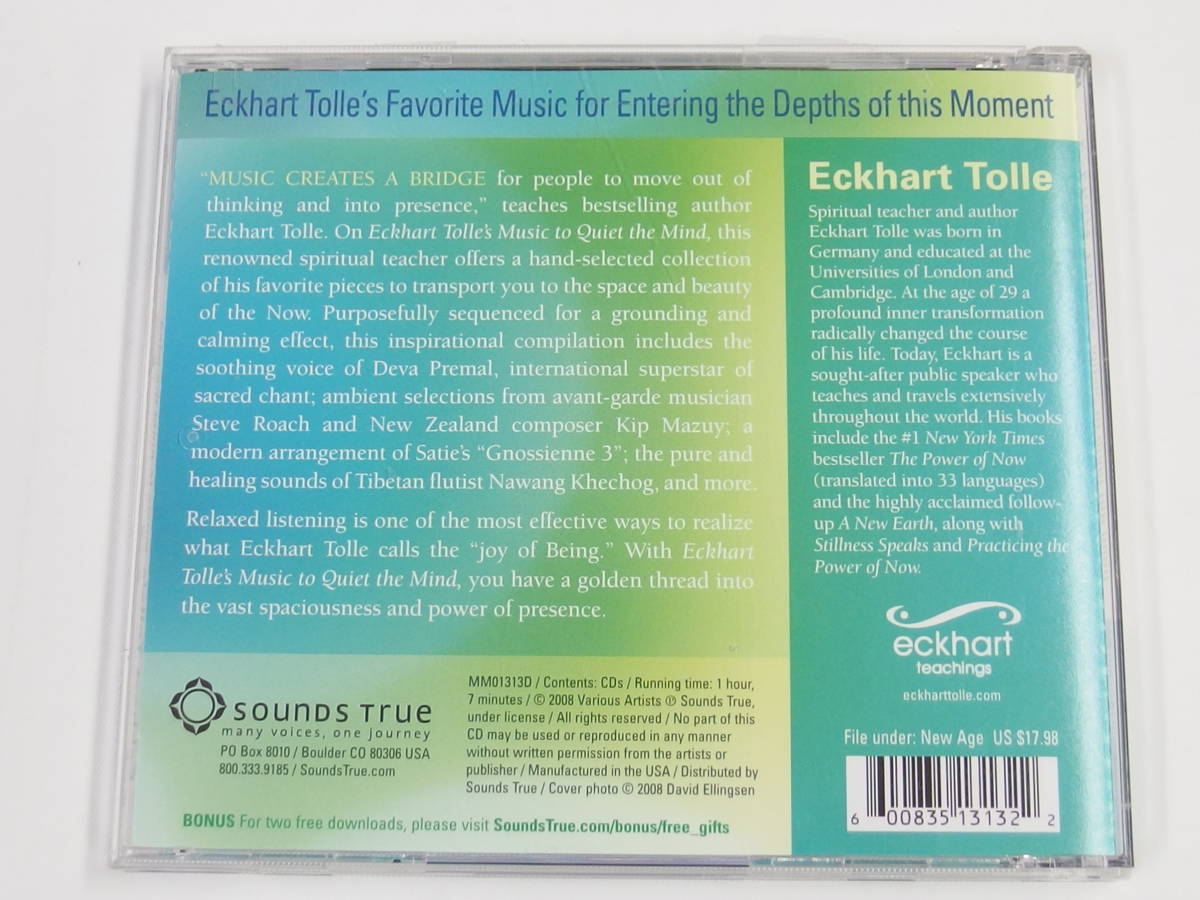 Eckhart Tolle's Favorite Music for Entering the Depths of this Moment
"MUSIC CREATES A BRIDGE for people to move out of
thinking and into presence," teaches bestselling author
Eckhart Tolle. On Eckhart Tolle's Music to Quiet the Mind, this
renowned spiritual teacher offers a hand-selected collection
of his favorite pieces to transport you to the space and beauty
of the Now. Purposefully sequenced for a grounding and
calming effect, this inspirational compilation includes the
soothing voice of Deva Premal, international superstar of
sacred chant; ambient selections from avant-garde musician
Steve Roach and New Zealand composer Kip Mazuy; a
modern arrangement of Satie's "Gnossienne 3"; the pure and
healing sounds of Tibetan flutist Nawang Khechog, and more.
Relaxed listening is one of the most effective ways to realize
what Eckhart Tolle calls the "joy of Being." With Eckhart
Tolle's Music to Quiet the Mind, you have a golden thread into
the vast spaciousness and power of presence.
Eckhart Tolle
Spiritual teacher and author
Eckhart Tolle was born in
Germany and educated at the
Universities of London and
Cambridge. At the age of 29 a
profound inner transformation
radically changed the course
of his life. Today, Eckhart is a
sought-after public speaker who
teaches and travels extensively
throughout the world. His books
include the #1 New York Times
bestseller The Power of Now
(translated into 33 languages)
and the highly acclaimed follow-
up A New Earth, along with
Stillness Speaks and Practicing the
Power of Now.
eckhart
teachings
eckharttolle.com
File under: New Age US $17.98
6 00835 13132 2
SOUNDS TRUE
many voices, one journey
PO Box 8010 / Boulder CO 80306 USA
800.333.9185 / SoundsTrue.com
MM01313D / Contents: CDs / Running time: 1 hour,
7 minutes / © 2008 Various Artists ℗ Sounds True,
under license / All rights reserved / No part of this
CD may be used or reproduced in any manner
without written permission from the artists or
publisher / Manufactured in the USA / Distributed by
Sounds True / Cover photo © 2008 David Ellingsen
BONUS For two free downloads, please visit SoundsTrue.com/bonus/free_gifts